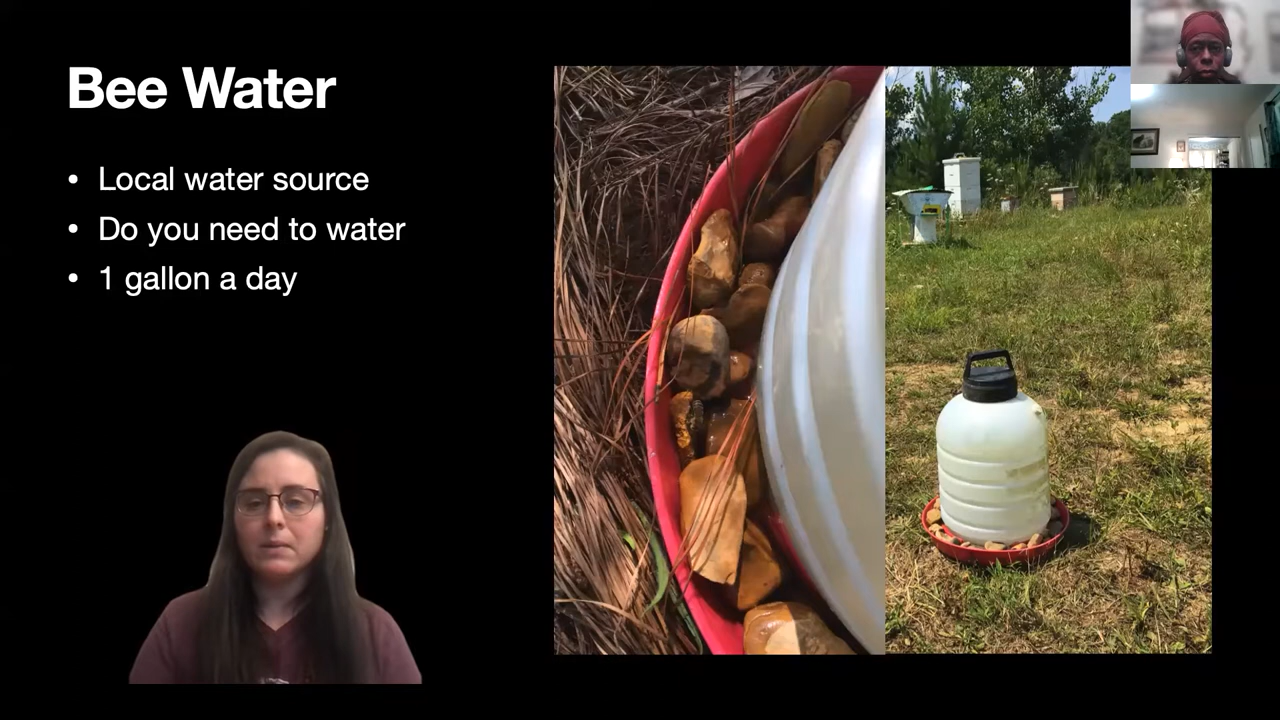 Bee Water
• Local water source
• Do you need to water
• 1 gallon a day